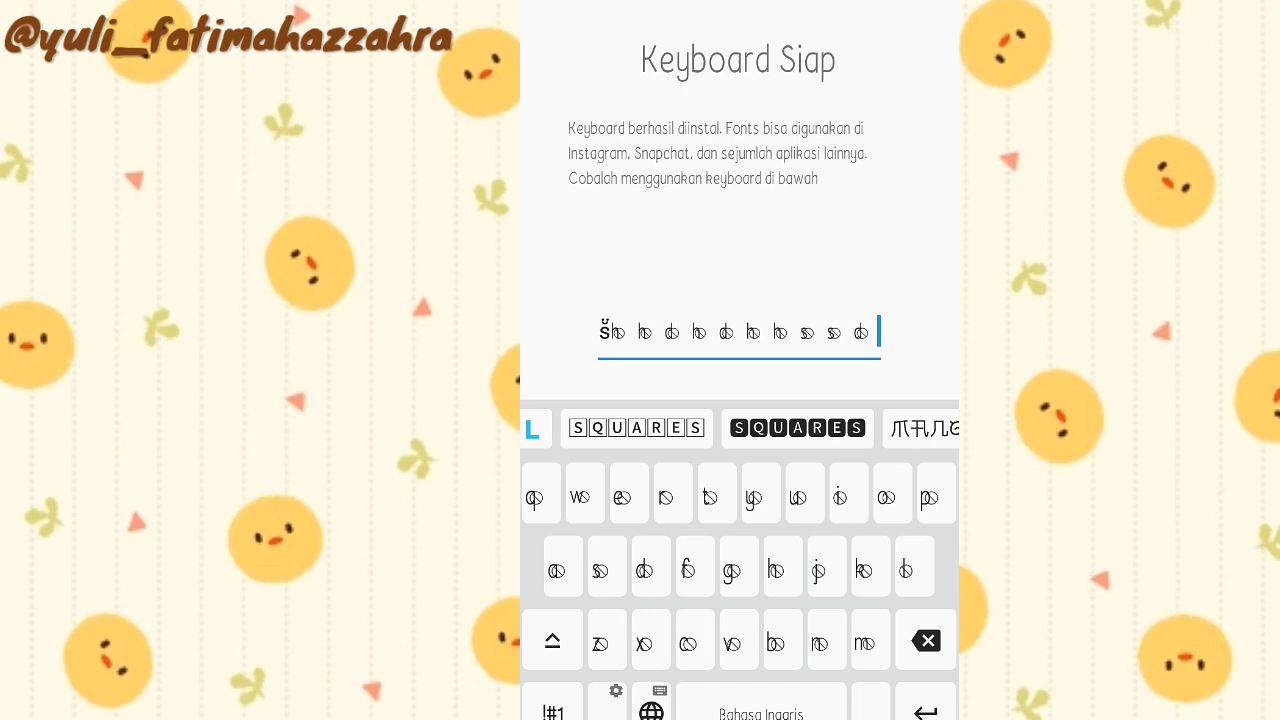 @yuli_fatimahazzahra
Keyboard Siap
Keyboard berhasil diinstal. Fonts bisa digunakan di
Instagram, Snapchat, dan sejumlah aplikasi lainnya.
Cobalah menggunakan keyboard di bawah
s̆h h d h d h h s s d
L SQUARES SQUARES
q w e r t y u i o p
a s d f g h j k l
z x c v b n m
!#1 Bahasa Inggris